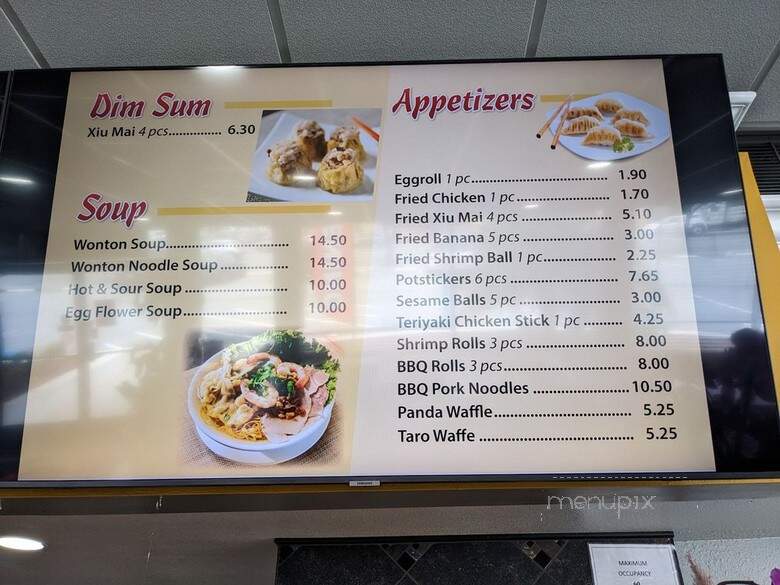 Dim Sum
Xiu Mai 4 pcs.............. 6.30
Soup
Wonton Soup............................... 14.50
Wonton Noodle Soup ................. 14.50
Hot & Sour Soup .......................... 10.00
Egg Flower Soup.......................... 10.00
Appetizers
Eggroll 1 pc................................... 1.90
Fried Chicken 1 pc........................ 1.70
Fried Xiu Mai 4 pcs ...................... 5.10
Fried Banana 5 pcs ...................... 3.00
Fried Shrimp Ball 1 pc.................. 2.25
Potstickers 6 pcs .......................... 7.65
Sesame Balls 5 pc ......................... 3.00
Teriyaki Chicken Stick 1 pc .......... 4.25
Shrimp Rolls 3 pcs ........................ 8.00
BBQ Rolls 3 pcs.............................. 8.00
BBQ Pork Noodles ........................10.50
Panda Waffle.................................. 5.25
Taro Waffe ...................................... 5.25
SAMSUNG
menupix
MAXIMUM
OCCUPANCY
60